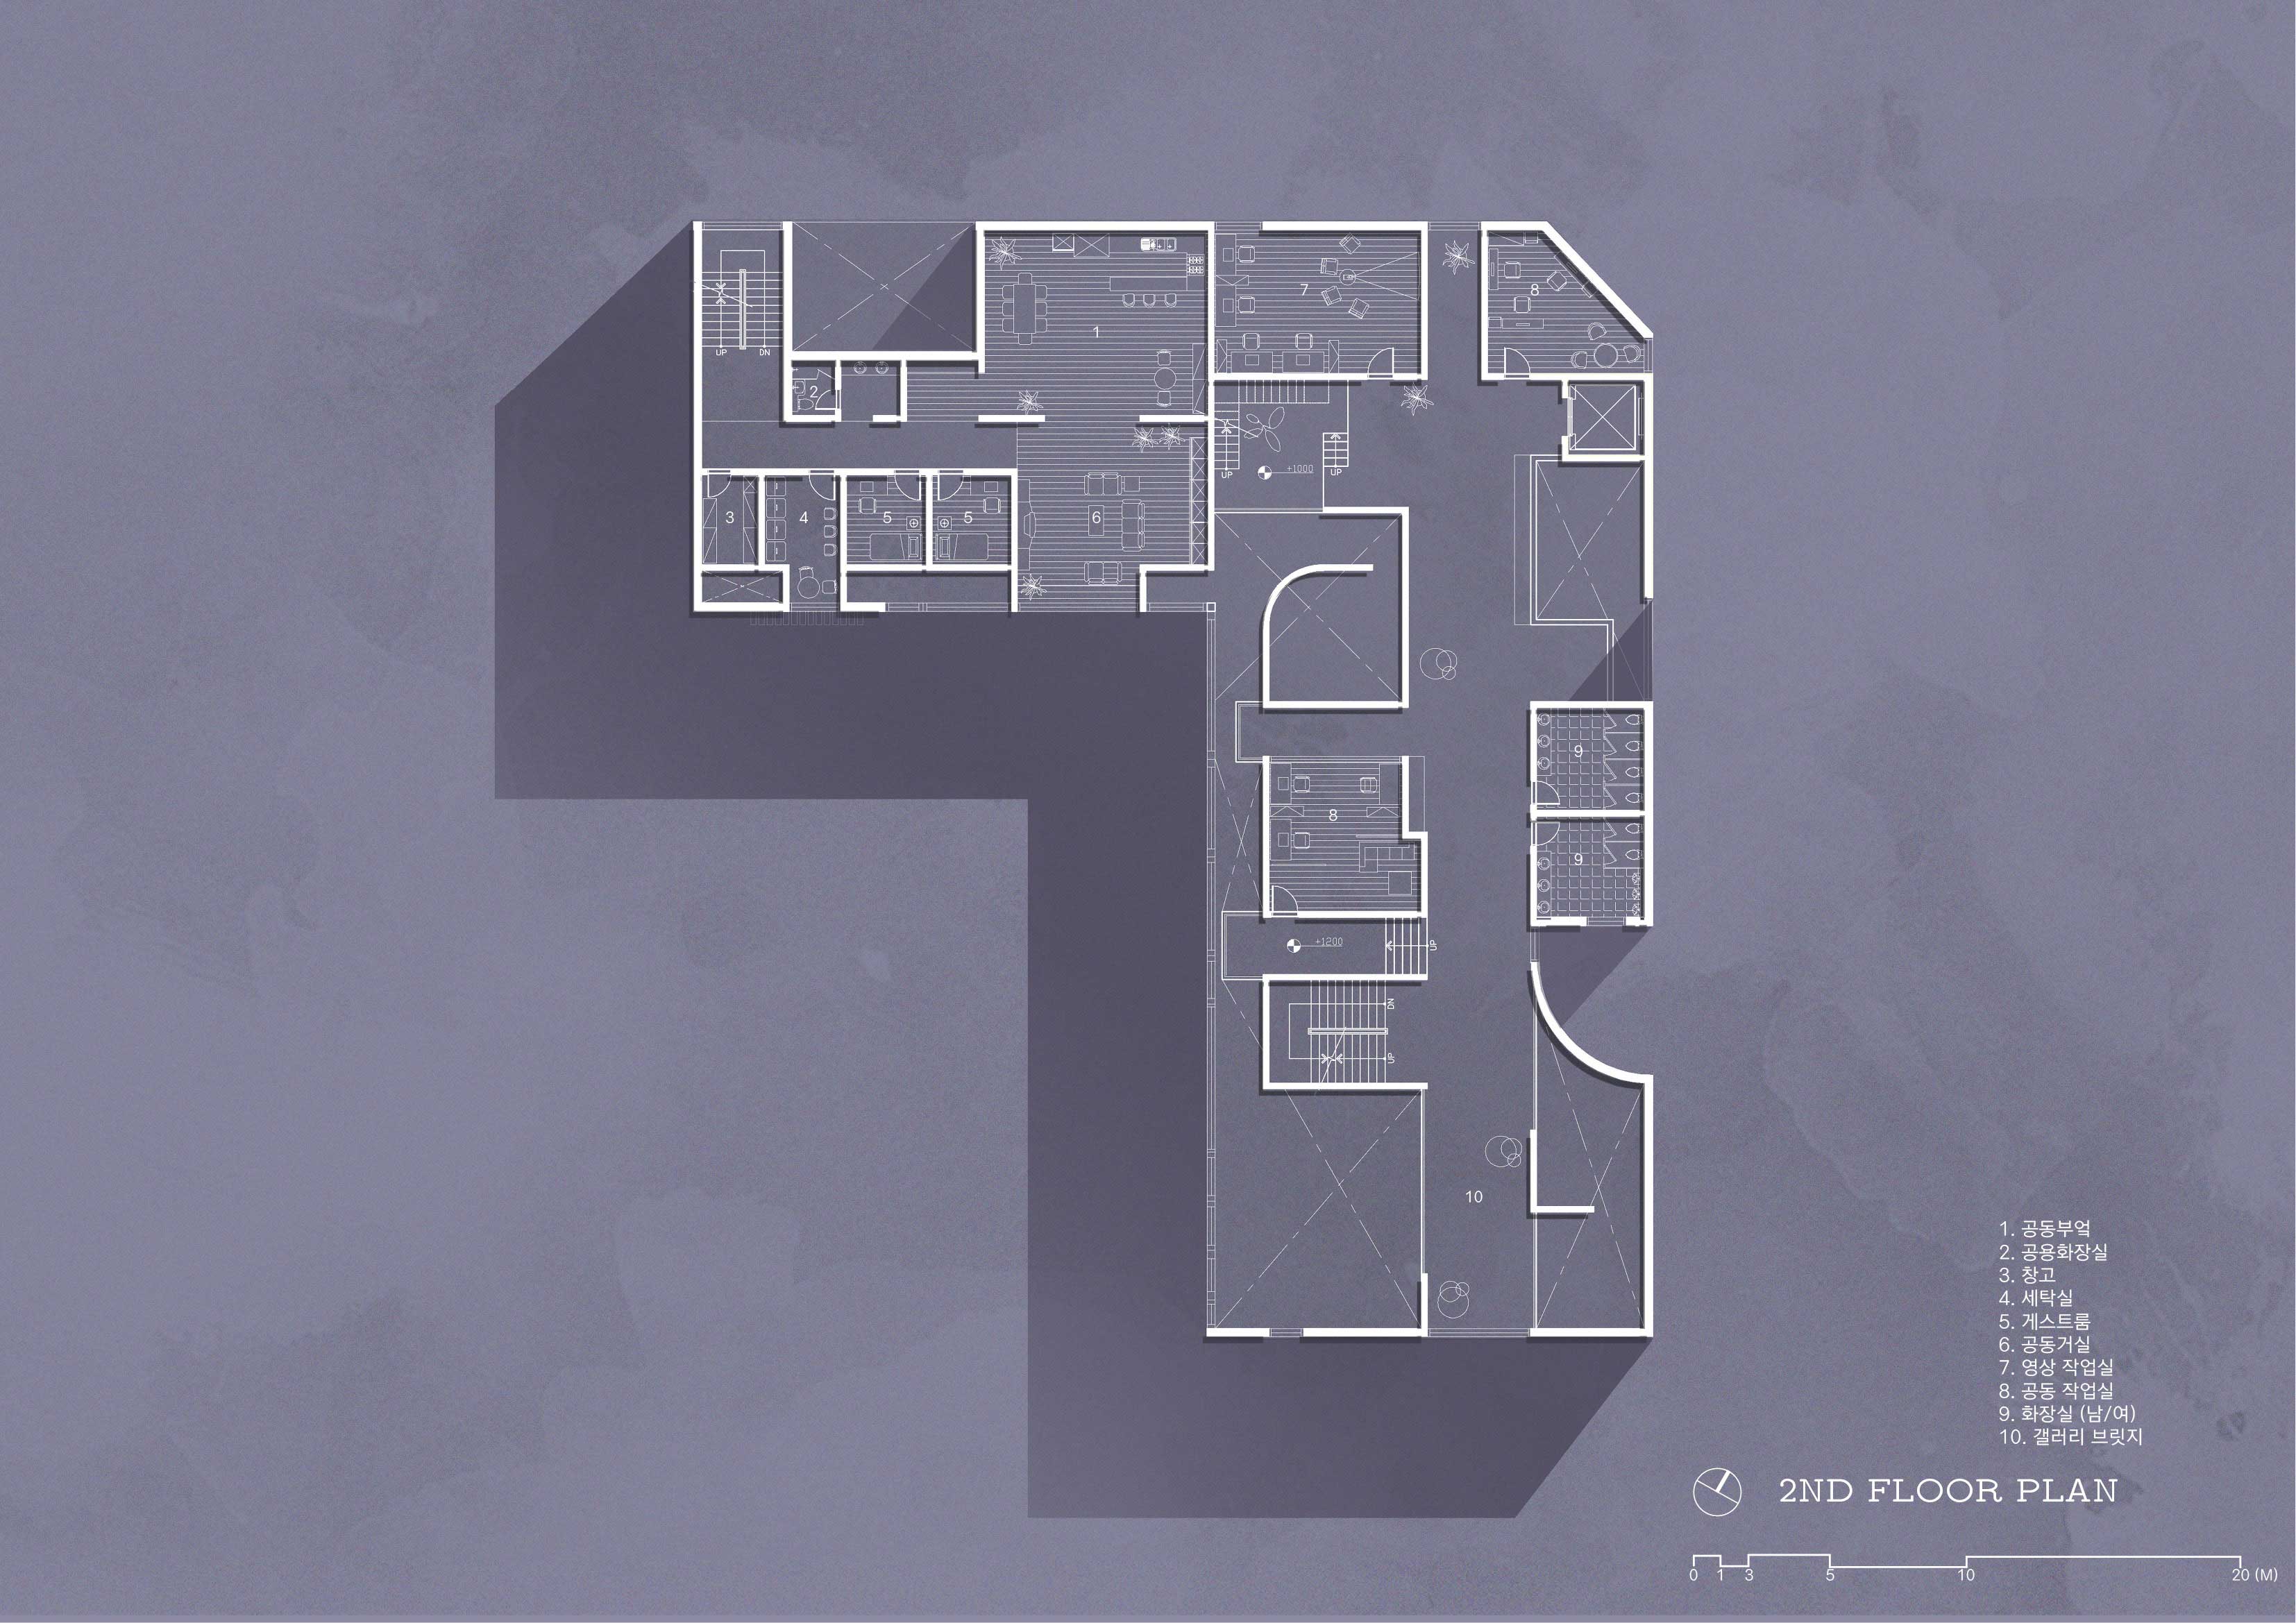 1
7
8
UP DN
2
+1000
UP UP
3 4 5 5 6
9
8
9
+1200
UP
DN
UP
10
1. 공동부엌
2. 공용화장실
3. 창고
4. 세탁실
5. 게스트룸
6. 공동거실
7. 영상 작업실
8. 공동 작업실
9. 화장실 (남/여)
10. 갤러리 브릿지
2ND FLOOR PLAN
0 1 3 5 10 20 (M)